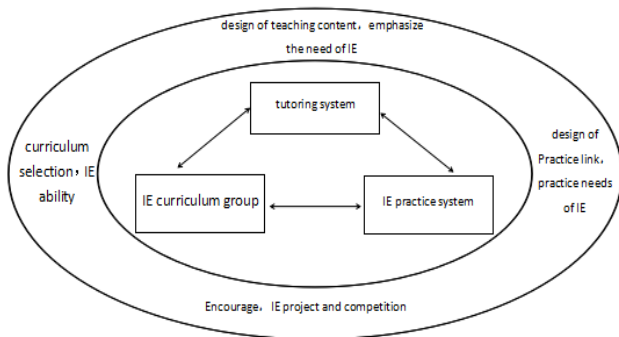 design of teaching content，emphasize
the need of IE
tutoring system
curriculum
selection，IE
ability
design of
Practice link，
practice needs
of IE
IE curriculum group
IE practice system
Encourage，IE project and competition